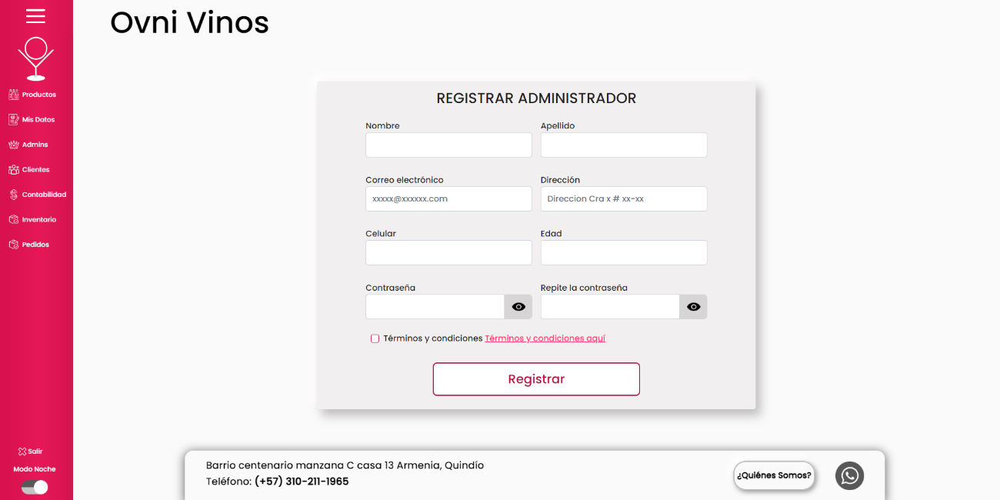 Ovni Vinos
Productos
Mis Datos
Admins
Clientes
Contabilidad
Inventario
Pedidos
Salir
Modo Noche
REGISTRAR ADMINISTRADOR
Nombre
Apellido
Correo electrónico
Dirección
xxxxx@xxxxxx.com
Direccion Cra x # xx-xx
Celular
Edad
Contraseña
Repite la contraseña
Términos y condiciones Términos y condiciones aquí
Registrar
Barrio centenario manzana C casa 13 Armenia, Quindío
Teléfono: (+57) 310-211-1965
¿Quiénes Somos?